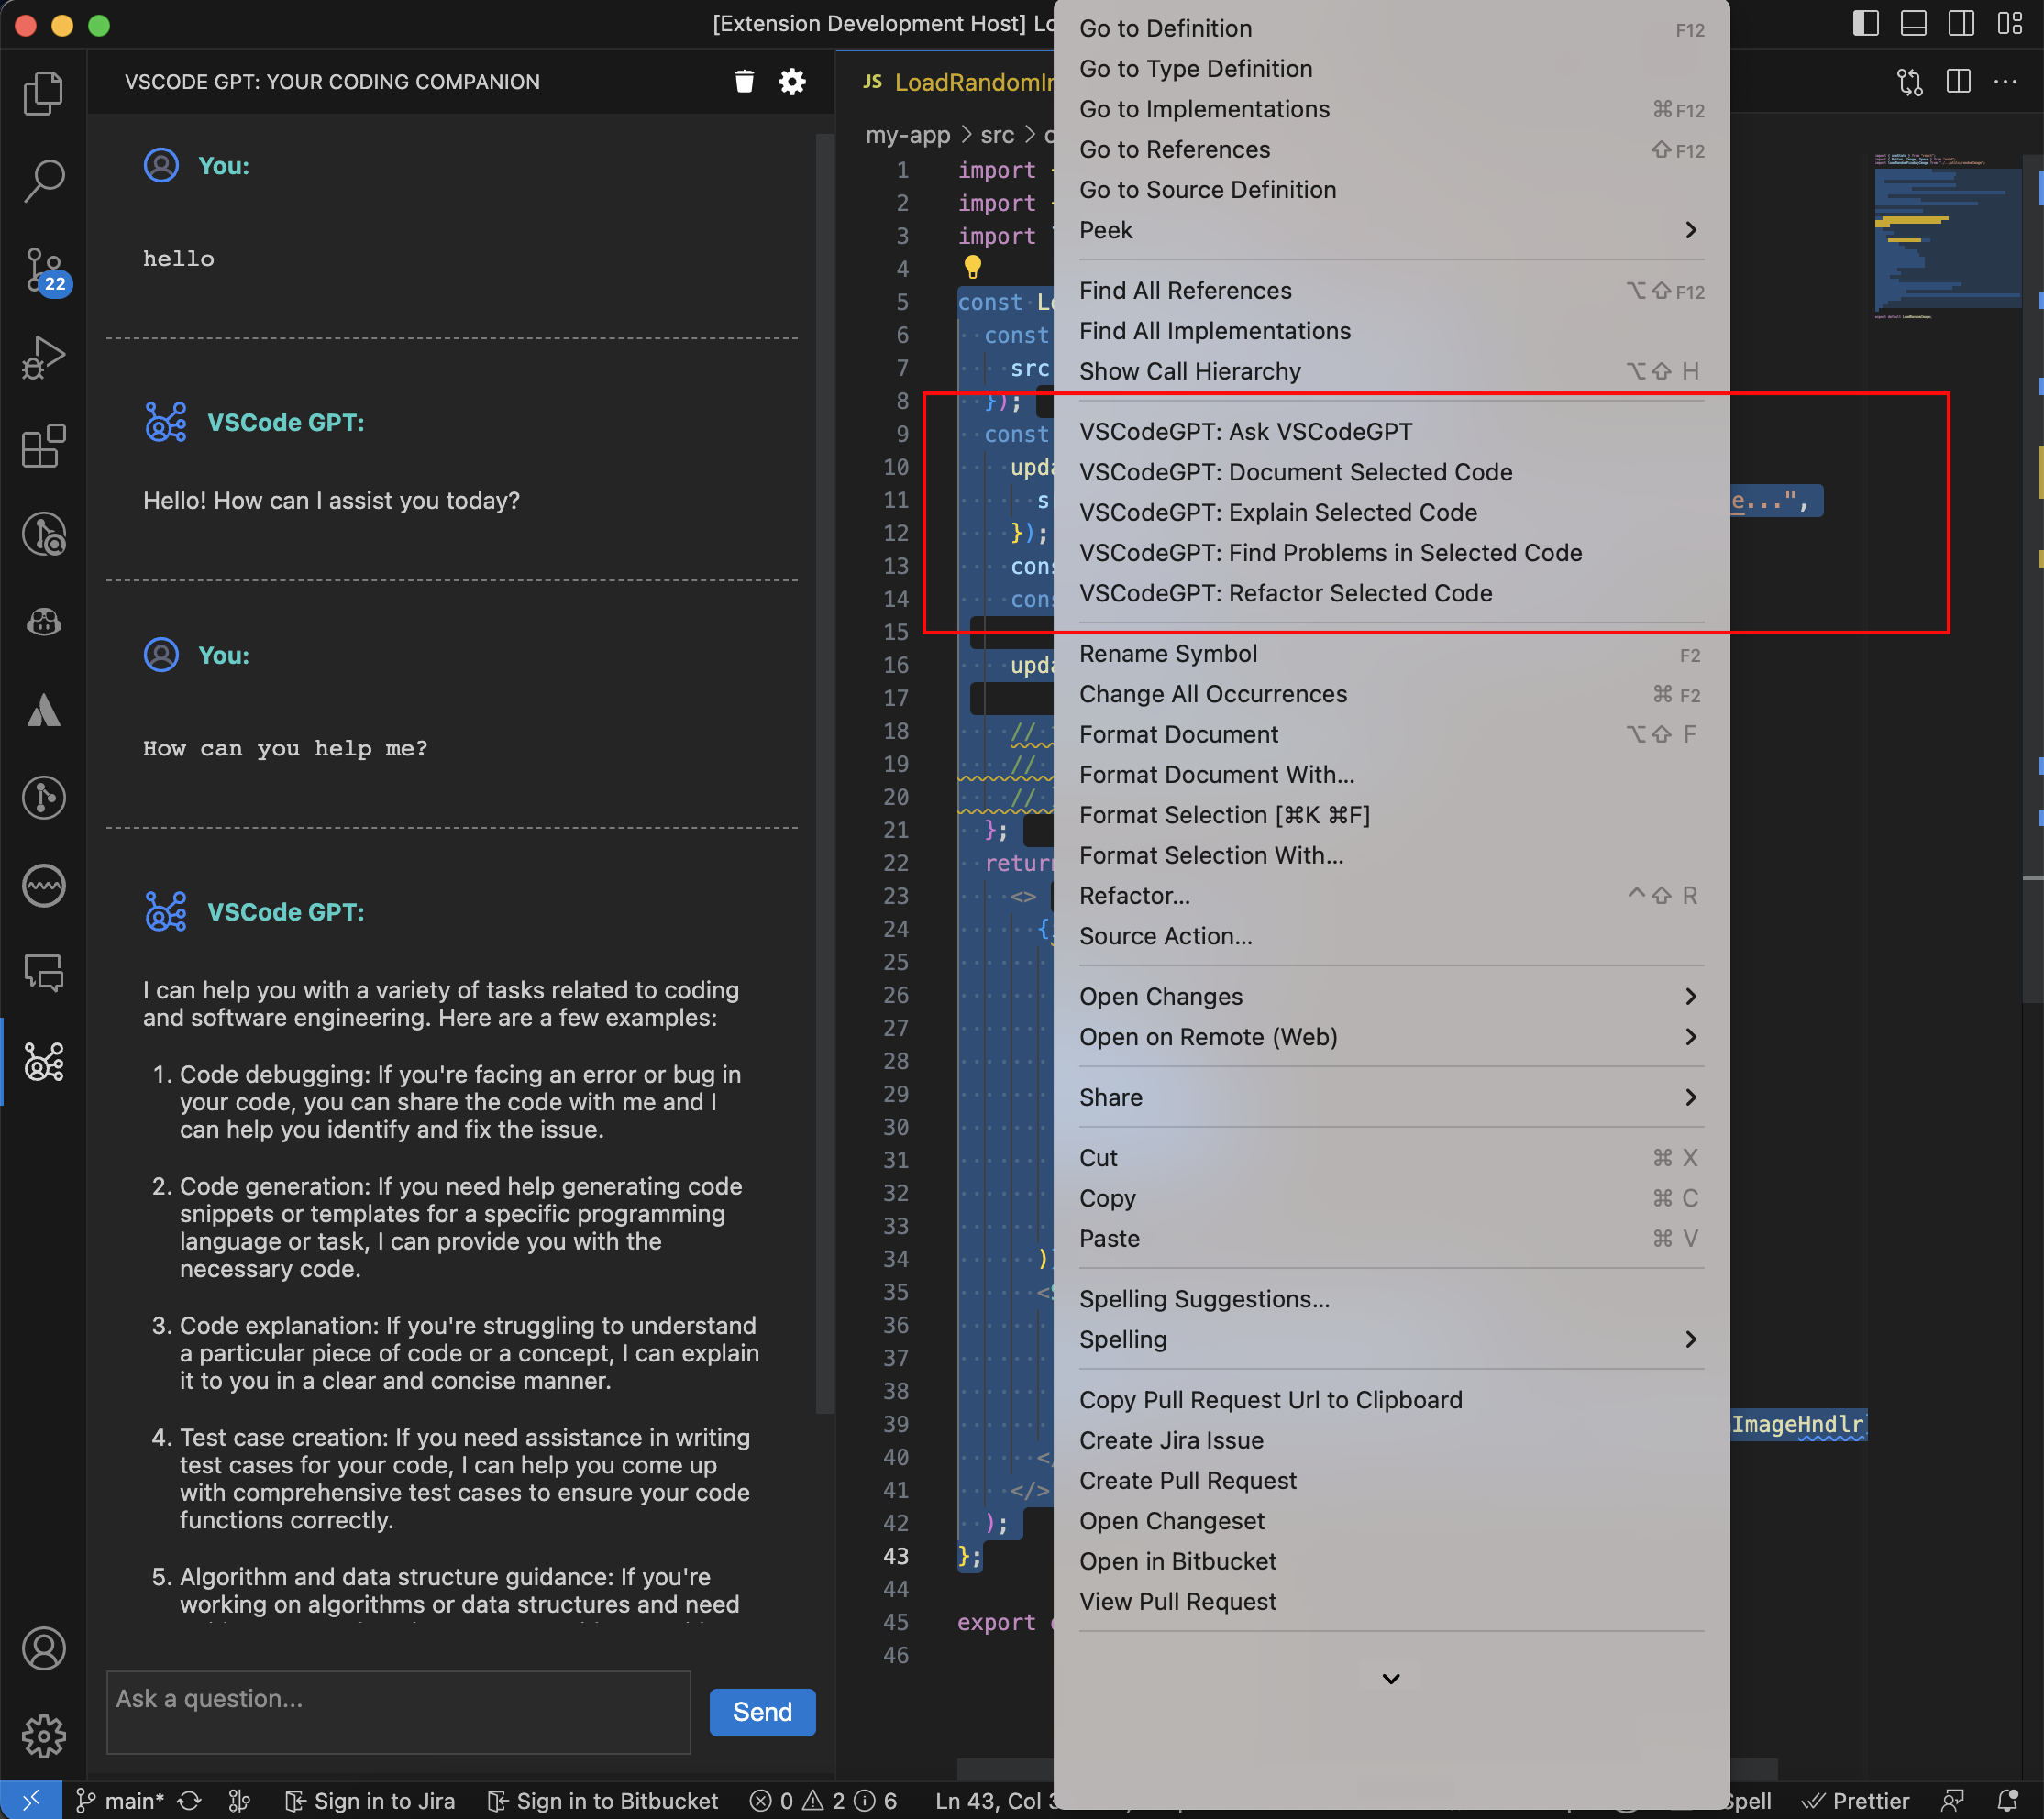 [Extension Development Host]
VSCODE GPT: YOUR CODING COMPANION
You:
hello
VSCode GPT:
Hello! How can I assist you today?
You:
How can you help me?
VSCode GPT:
I can help you with a variety of tasks related to coding
and software engineering. Here are a few examples:
1. Code debugging: If you're facing an error or bug in
your code, you can share the code with me and I
can help you identify and fix the issue.
2. Code generation: If you need help generating code
snippets or templates for a specific programming
language or task, I can provide you with the
necessary code.
3. Code explanation: If you're struggling to understand
a particular piece of code or a concept, I can explain
it to you in a clear and concise manner.
4. Test case creation: If you need assistance in writing
test cases for your code, I can help you come up
with comprehensive test cases to ensure your code
functions correctly.
5. Algorithm and data structure guidance: If you're
working on algorithms or data structures and need
Ask a question...
Send
22
JS
my-app > src >
1 import
2 import
3 import
4
5 const
6 const
7 src
8 });
9 const
10
11 e...",
12 });
13
14
15
16
17
18 //
19 //
20 //
21 };
22
23 <>
24 {
25
26
27
28
29
30
31
32
33
34 )
35 <
36
37
38
39 ImageHndlr
40 <
41 </>
42 );
43 };
44
45 export
46
Go to Definition F12
Go to Type Definition
Go to Implementations ⌘F12
Go to References ⇧F12
Go to Source Definition
Peek
Find All References ⌥⇧F12
Find All Implementations
Show Call Hierarchy ⌥⇧ H
VSCodeGPT: Ask VSCodeGPT
VSCodeGPT: Document Selected Code
VSCodeGPT: Explain Selected Code
VSCodeGPT: Find Problems in Selected Code
VSCodeGPT: Refactor Selected Code
Rename Symbol F2
Change All Occurrences ⌘ F2
Format Document ⌥⇧ F
Format Document With...
Format Selection [⌘K ⌘F]
Format Selection With...
Refactor... ^⇧ R
Source Action...
Open Changes
Open on Remote (Web)
Share
Cut ⌘ X
Copy ⌘ C
Paste ⌘ V
Spelling Suggestions...
Spelling
Copy Pull Request Url to Clipboard
Create Jira Issue
Create Pull Request
Open Changeset
Open in Bitbucket
View Pull Request
main* Sign in to Jira Sign in to Bitbucket 0 2 6 Ln 43, Col Spell Prettier